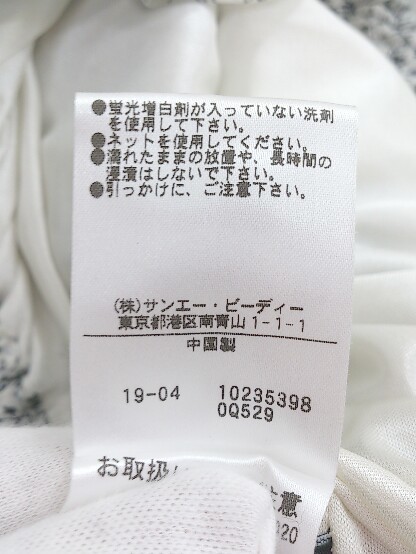 ●蛍光増白剤が入っていない洗剤
を使用して下さい。
●ネットを使用してください。
●濡れたままの放置や、長時間の
浸漬はしないで下さい。
●引っかけに、ご注意下さい。
(株)サンエー・ビーディー
東京都港区南青山1-1-1
中国製
19-04 10235398
0Q529
お取扱い
注意